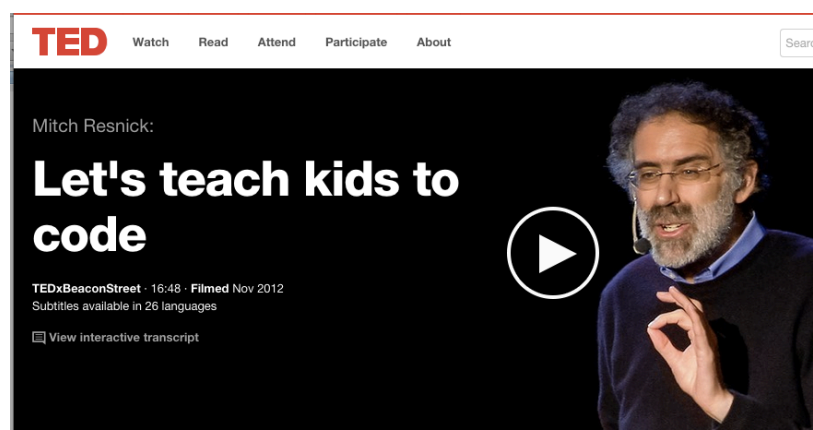 TED Watch Read Attend Participate About
Mitch Resnick:
Let's teach kids to
code
TEDxBeaconStreet · 16:48 · Filmed Nov 2012
Subtitles available in 26 languages
View interactive transcript